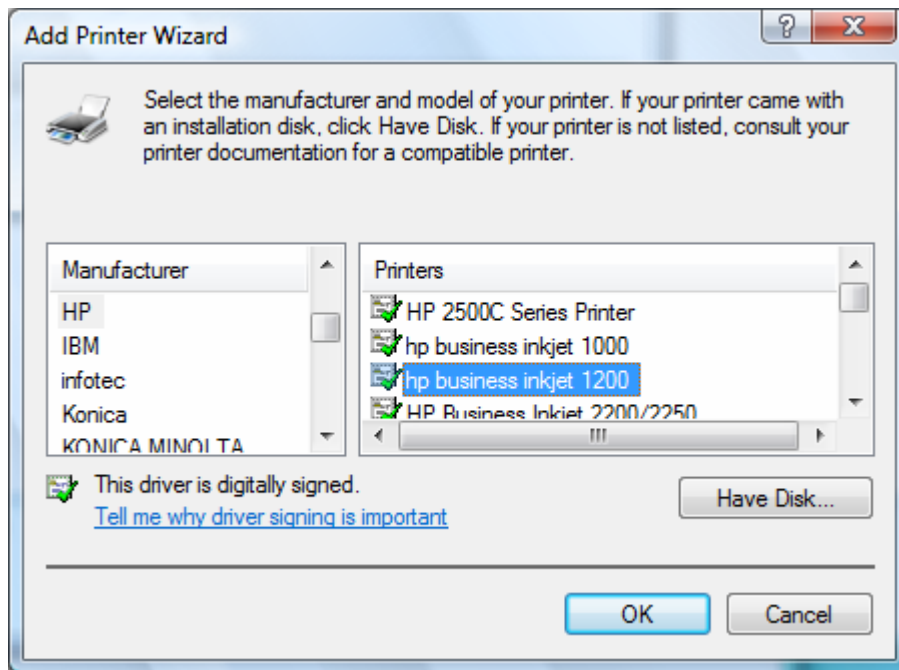 Add Printer Wizard
Select the manufacturer and model of your printer. If your printer came with
an installation disk, click Have Disk. If your printer is not listed, consult your
printer documentation for a compatible printer.
Manufacturer
HP
IBM
infotec
Konica
KONICA MINOLTA
Printers
HP 2500C Series Printer
hp business inkjet 1000
hp business inkjet 1200
HP Business Inkjet 2200/2250
This driver is digitally signed.
Tell me why driver signing is important
Have Disk...
OK
Cancel